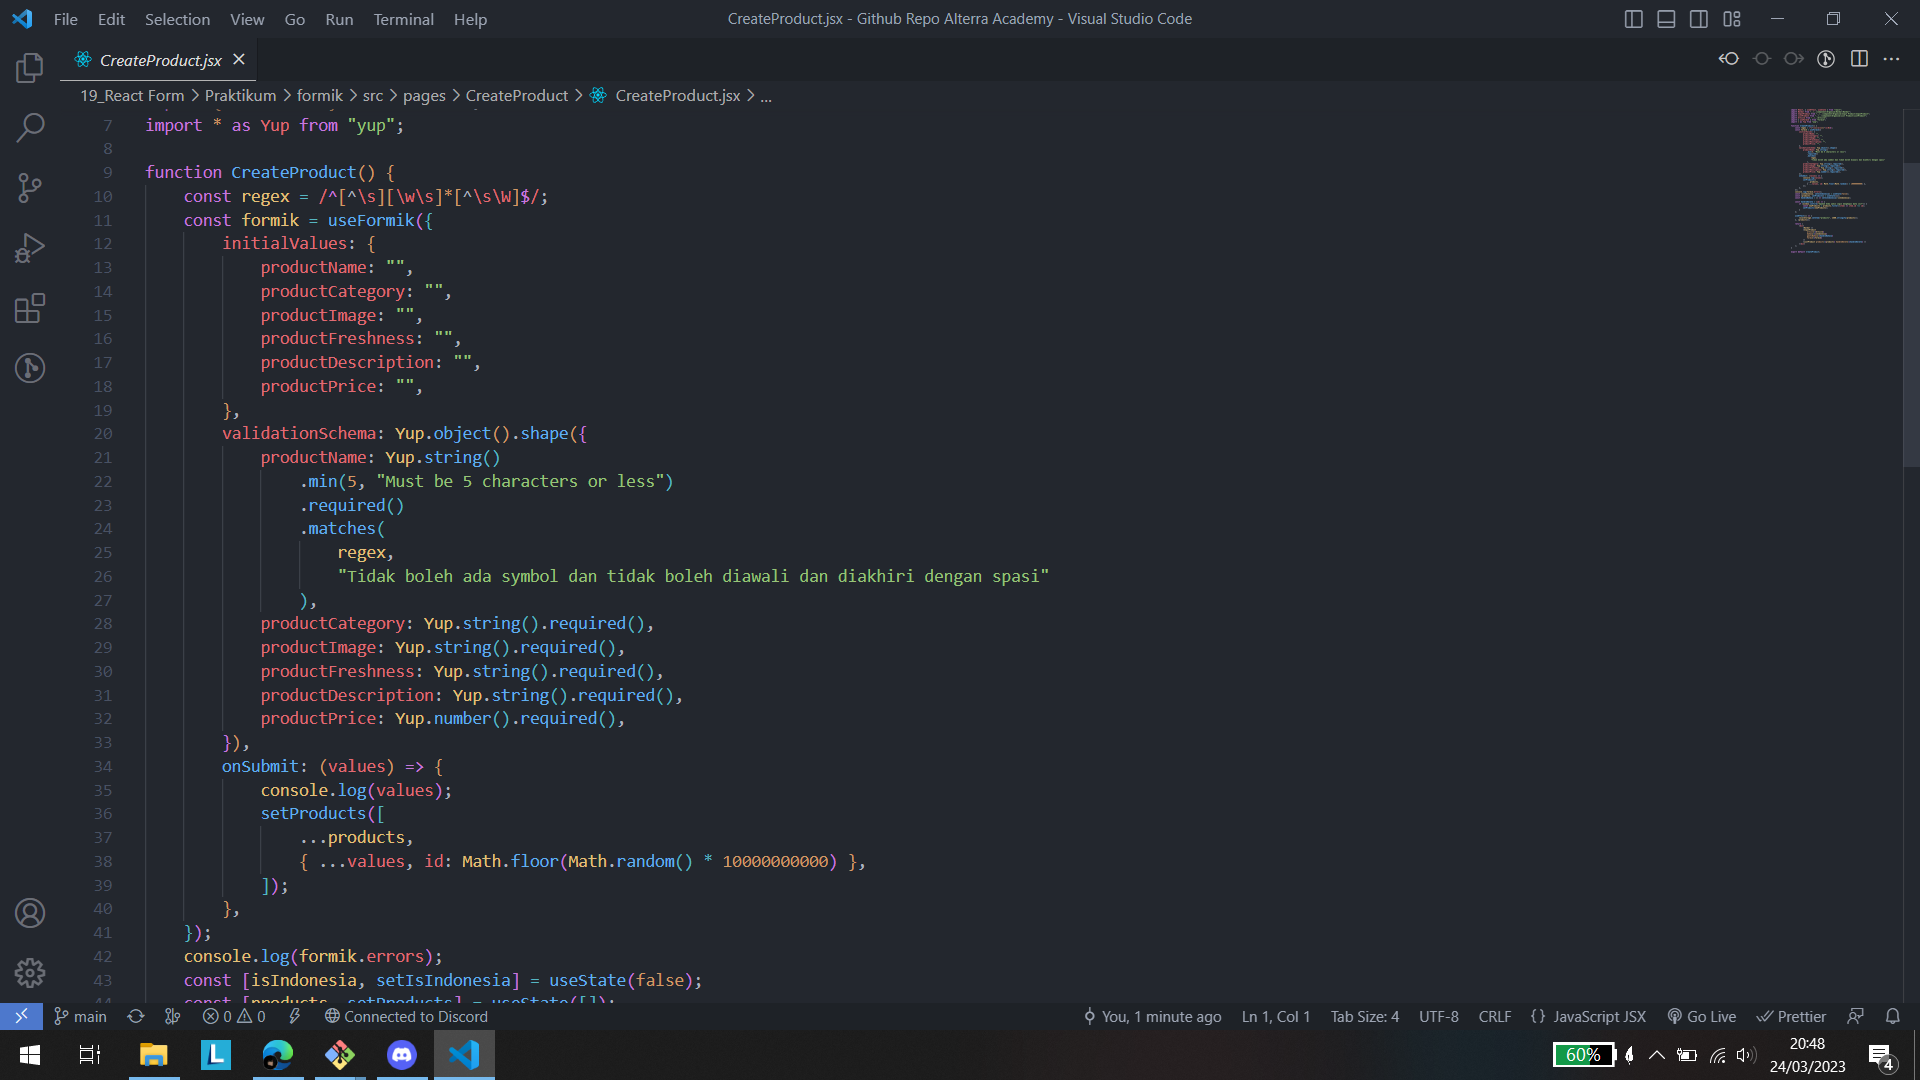 File Edit Selection View Go Run Terminal Help
CreateProduct.jsx - Github Repo Alterra Academy - Visual Studio Code
CreateProduct.jsx
19_React Form > Praktikum > formik > src > pages > CreateProduct > CreateProduct.jsx > ...
7 import * as Yup from "yup";
8
9 function CreateProduct() {
10 const regex = /^[^\s][\w\s]*[^\s\W]$/;
11 const formik = useFormik({
12 initialValues: {
13 productName: "",
14 productCategory: "",
15 productImage: "",
16 productFreshness: "",
17 productDescription: "",
18 productPrice: "",
19 },
20 validationSchema: Yup.object().shape({
21 productName: Yup.string()
22 .min(5, "Must be 5 characters or less")
23 .required()
24 .matches(
25 regex,
26 "Tidak boleh ada symbol dan tidak boleh diawali dan diakhiri dengan spasi"
27 ),
28 productCategory: Yup.string().required(),
29 productImage: Yup.string().required(),
30 productFreshness: Yup.string().required(),
31 productDescription: Yup.string().required(),
32 productPrice: Yup.number().required(),
33 }),
34 onSubmit: (values) => {
35 console.log(values);
36 setProducts([
37 ...products,
38 { ...values, id: Math.floor(Math.random() * 10000000000) },
39 ]);
40 },
41 });
42 console.log(formik.errors);
43 const [isIndonesia, setIsIndonesia] = useState(false);
44 const [products, setProducts] = useState([]);
main 0 0 Connected to Discord You, 1 minute ago Ln 1, Col 1 Tab Size: 4 UTF-8 CRLF {} JavaScript JSX Go Live Prettier
60% 20:48
24/03/2023 4